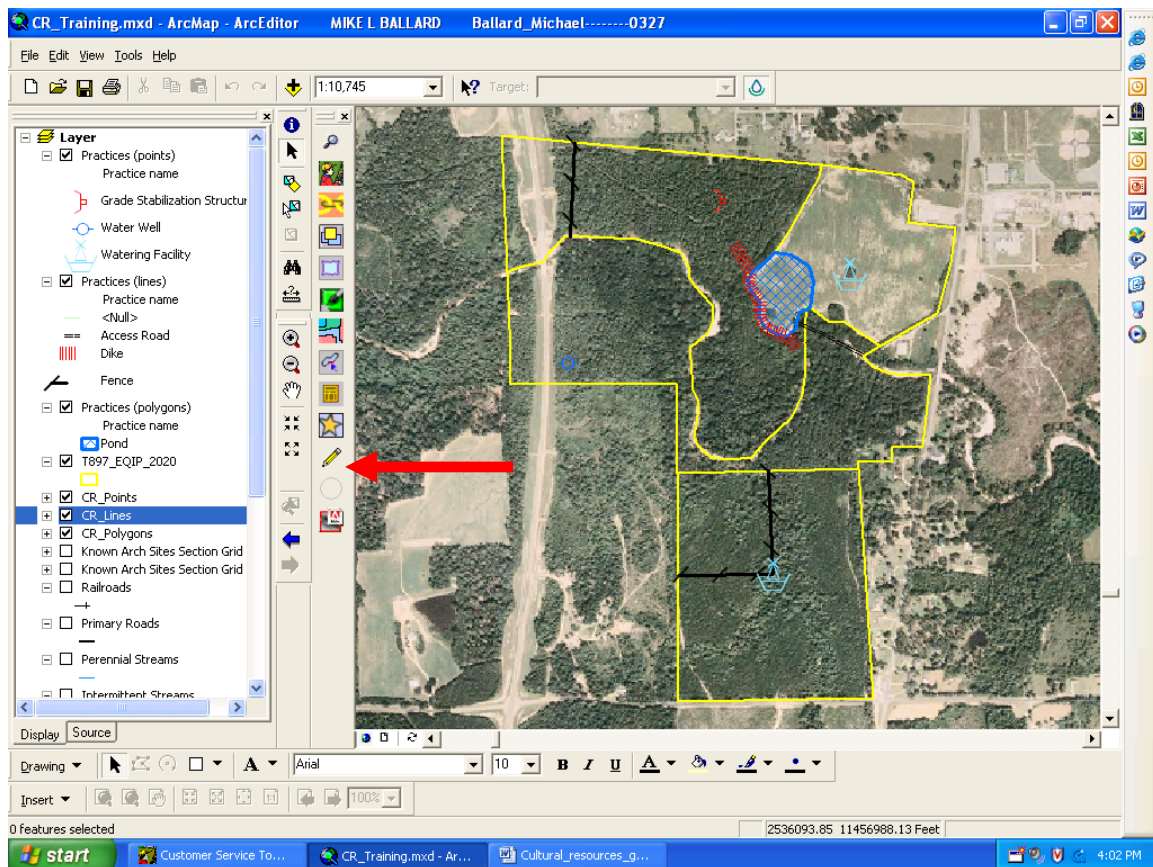 CR_Training.mxd - ArcMap - ArcEditor MIKE L BALLARD Ballard_Michael--------0327
File Edit View Tools Help
1:10,745 Target:
Layer
Practices (points)
Practice name
Grade Stabilization Structur
Water Well
Watering Facility
Practices (lines)
Practice name
<Null>
Access Road
Dike
Fence
Practices (polygons)
Practice name
Pond
T897_EQIP_2020
CR_Points
CR_Lines
CR_Polygons
Known Arch Sites Section Grid
Known Arch Sites Section Grid
Railroads
Primary Roads
Perennial Streams
Intermittent Streams
Display Source
Drawing A Arial 10 B I U A
Insert 100%
0 features selected 2536093.85 11456988.13 Feet
start Customer Service To... CR_Training.mxd - Ar... Cultural_resources_g... 4:02 PM